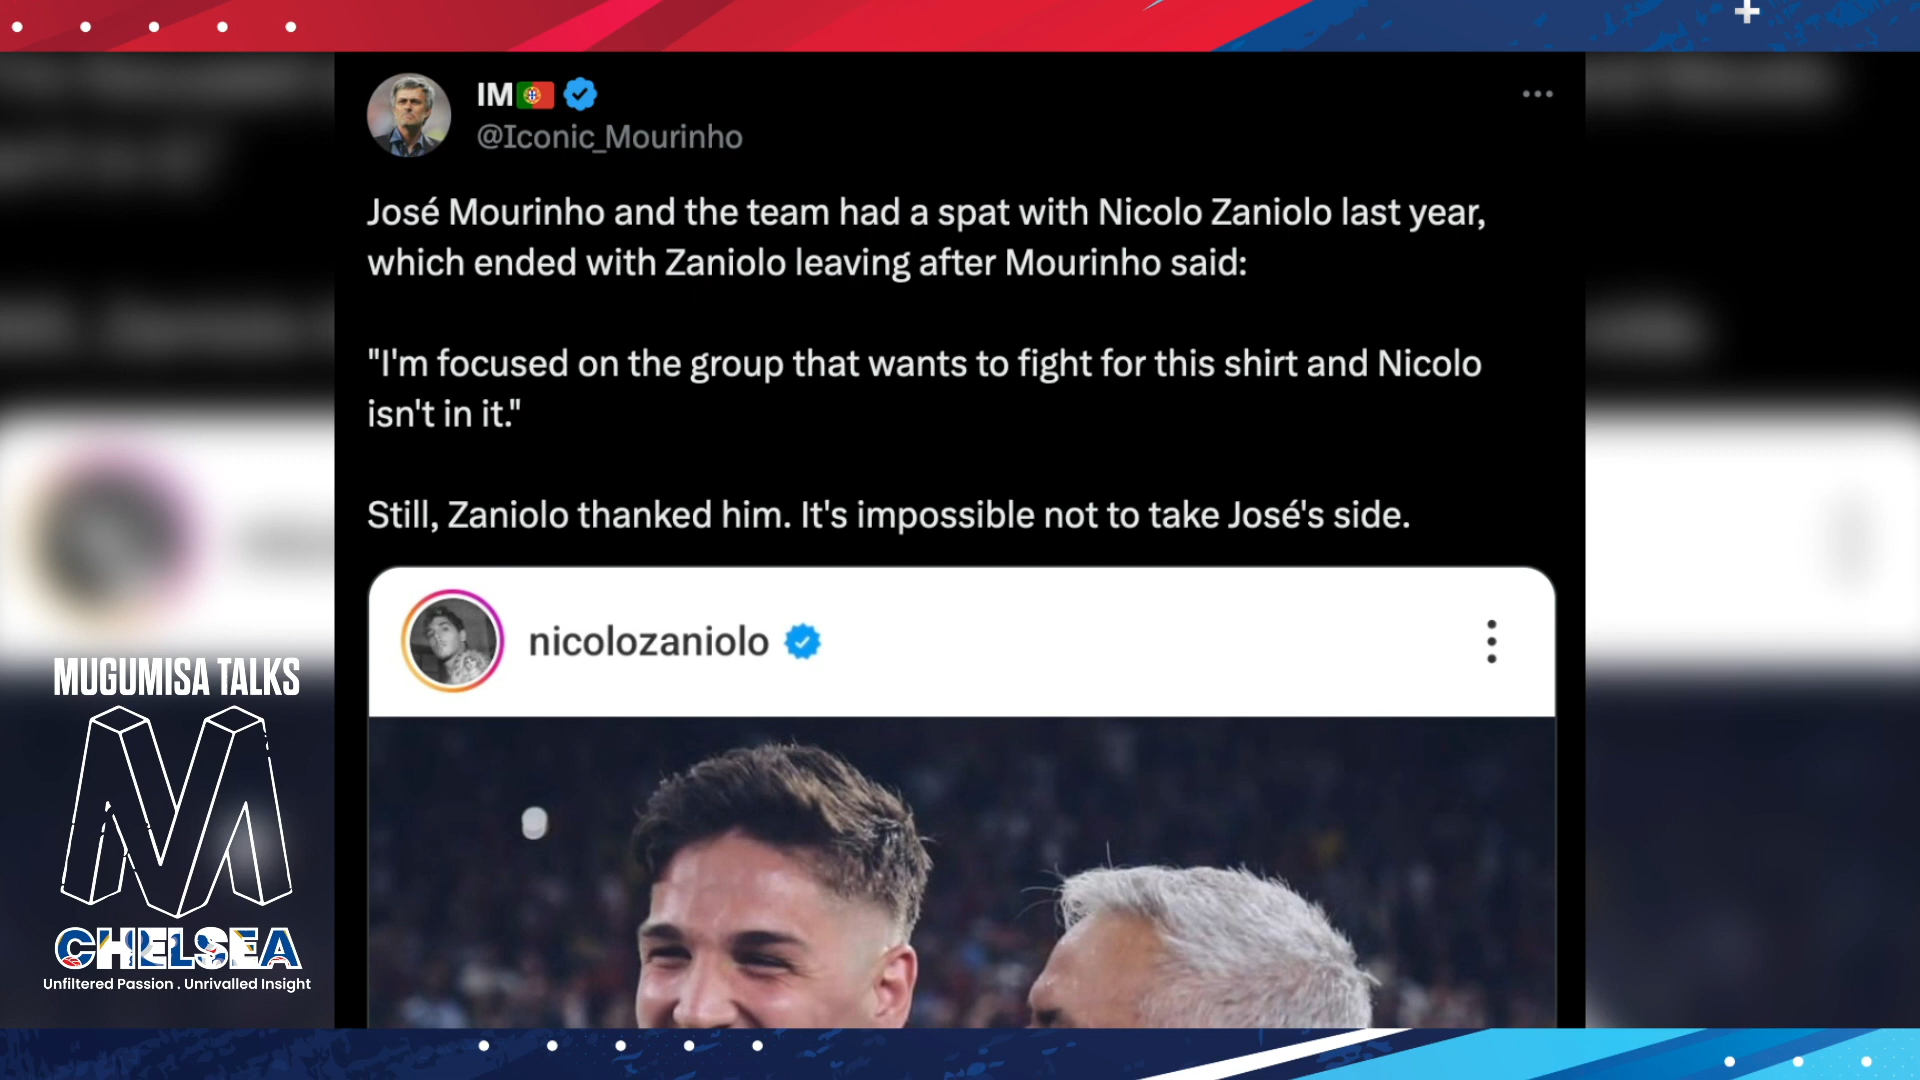 IM
@Iconic_Mourinho
José Mourinho and the team had a spat with Nicolo Zaniolo last year,
which ended with Zaniolo leaving after Mourinho said:
"I'm focused on the group that wants to fight for this shirt and Nicolo
isn't in it."
Still, Zaniolo thanked him. It's impossible not to take José's side.
nicolozaniolo
MUGUMISA TALKS
CHELSEA
Unfiltered Passion . Unrivalled Insight